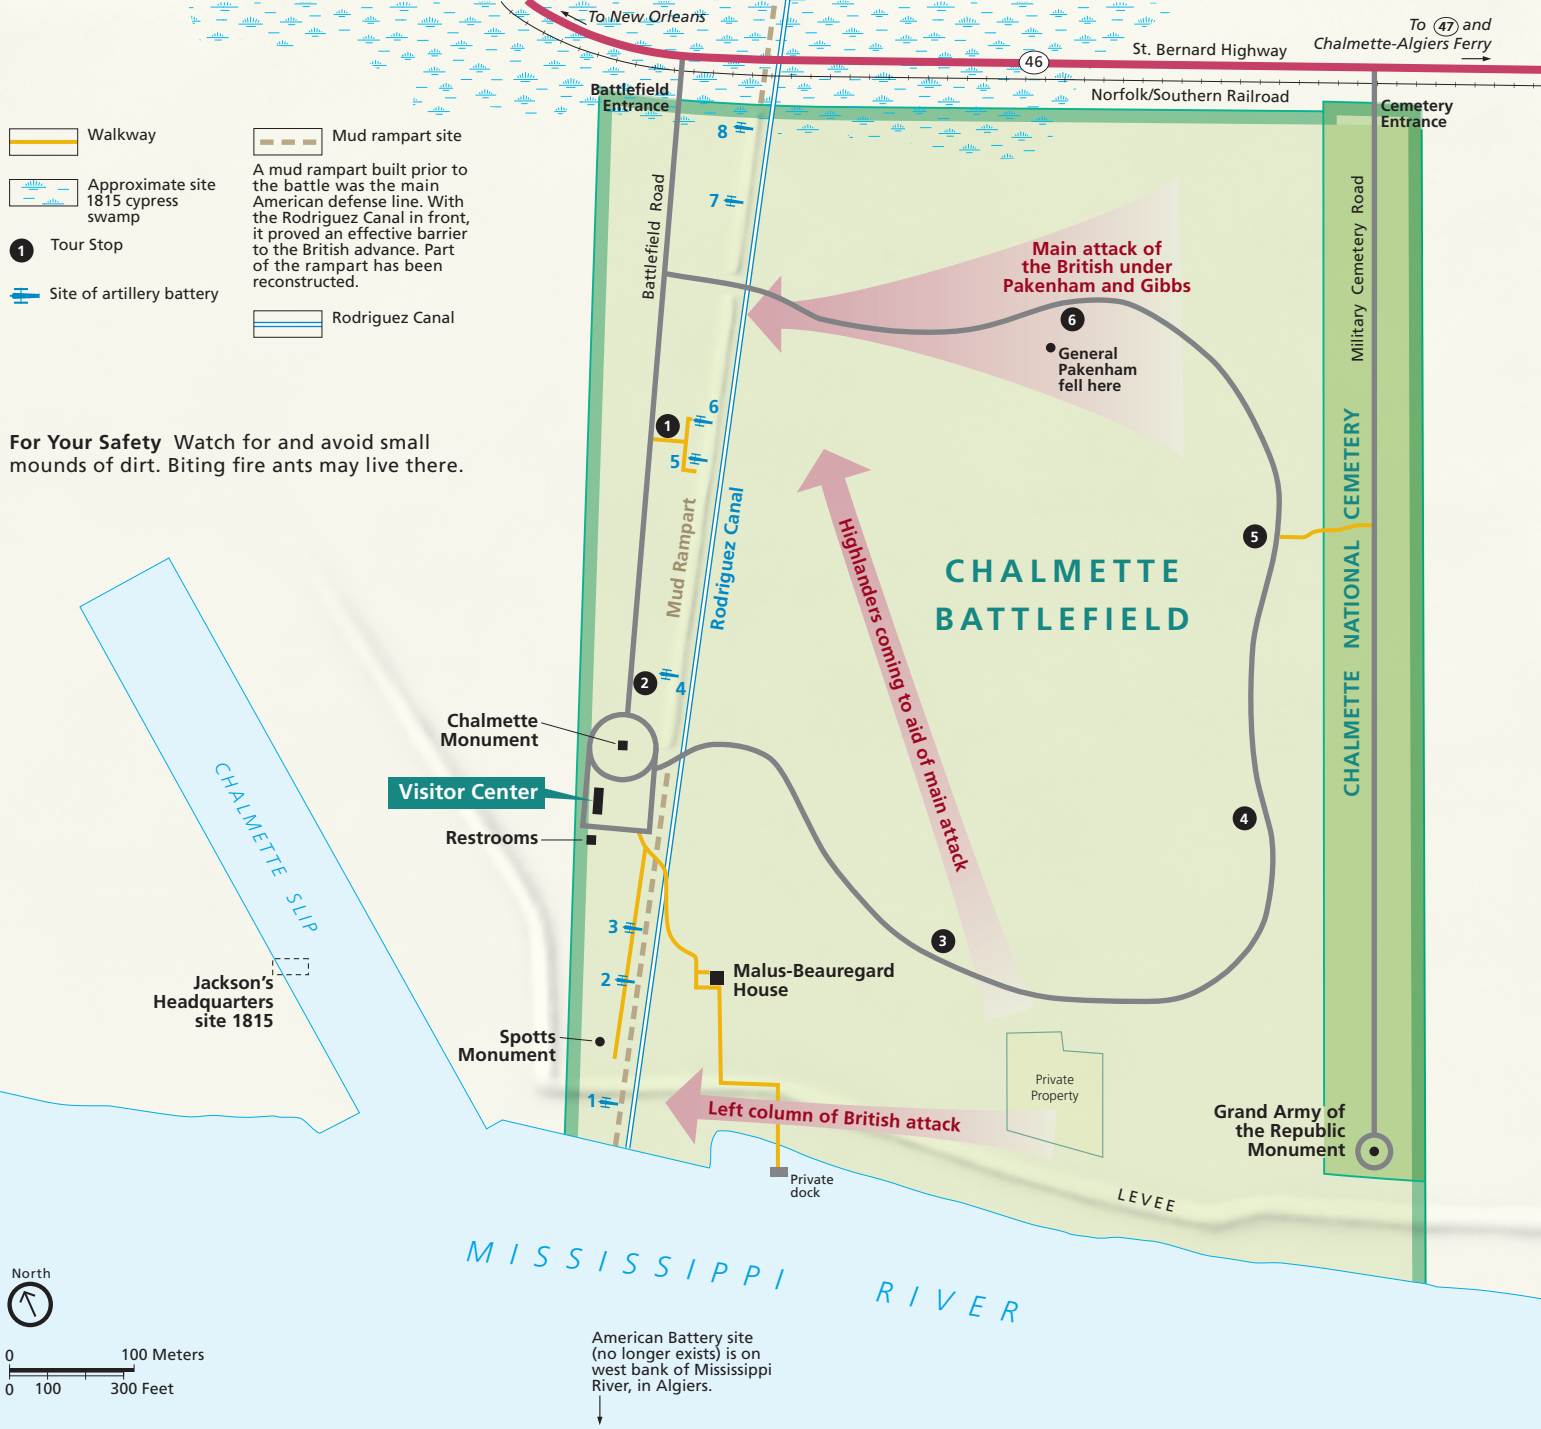 To New Orleans
To 47 and
Chalmette-Algiers Ferry
St. Bernard Highway
46
Norfolk/Southern Railroad
Battlefield
Entrance
Cemetery
Entrance
Walkway
Approximate site
1815 cypress
swamp
1
Tour Stop
Site of artillery battery
Mud rampart site
A mud rampart built prior to
the battle was the main
American defense line. With
the Rodriguez Canal in front,
it proved an effective barrier
to the British advance. Part
of the rampart has been
reconstructed.
Rodriguez Canal
For Your Safety Watch for and avoid small
mounds of dirt. Biting fire ants may live there.
8
7
Battlefield Road
Military Cemetery Road
Main attack of
the British under
Pakenham and Gibbs
6
General
Pakenham
fell here
6
1
5
Mud Rampart
Rodriguez Canal
Highlanders coming to aid of main attack
CHALMETTE
BATTLEFIELD
5
CHALMETTE NATIONAL CEMETERY
2
4
Chalmette
Monument
Visitor Center
Restrooms
4
3
CHALMETTE SLIP
Jackson's
Headquarters
site 1815
3
2
Malus-Beauregard
House
Spotts
Monument
1
Left column of British attack
Private
Property
Grand Army of
the Republic
Monument
Private
dock
LEVEE
MISSISSIPPI RIVER
North
0 100 Meters
0 100 300 Feet
American Battery site
(no longer exists) is on
west bank of Mississippi
River, in Algiers.